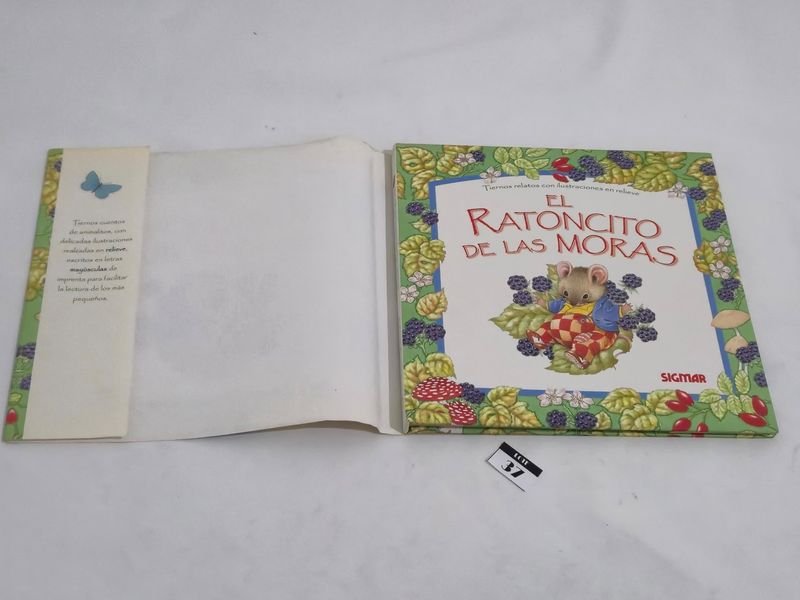 Tiernos cuentos
de animalitos, con
delicadas ilustraciones
realzadas en relieve,
escritos en letras
mayúsculas de
imprenta para facilitar
la lectura de los más
pequeños.
Tiernos relatos con ilustraciones en relieve
EL
RATONCITO
DE LAS MORAS
SIGMAR
37